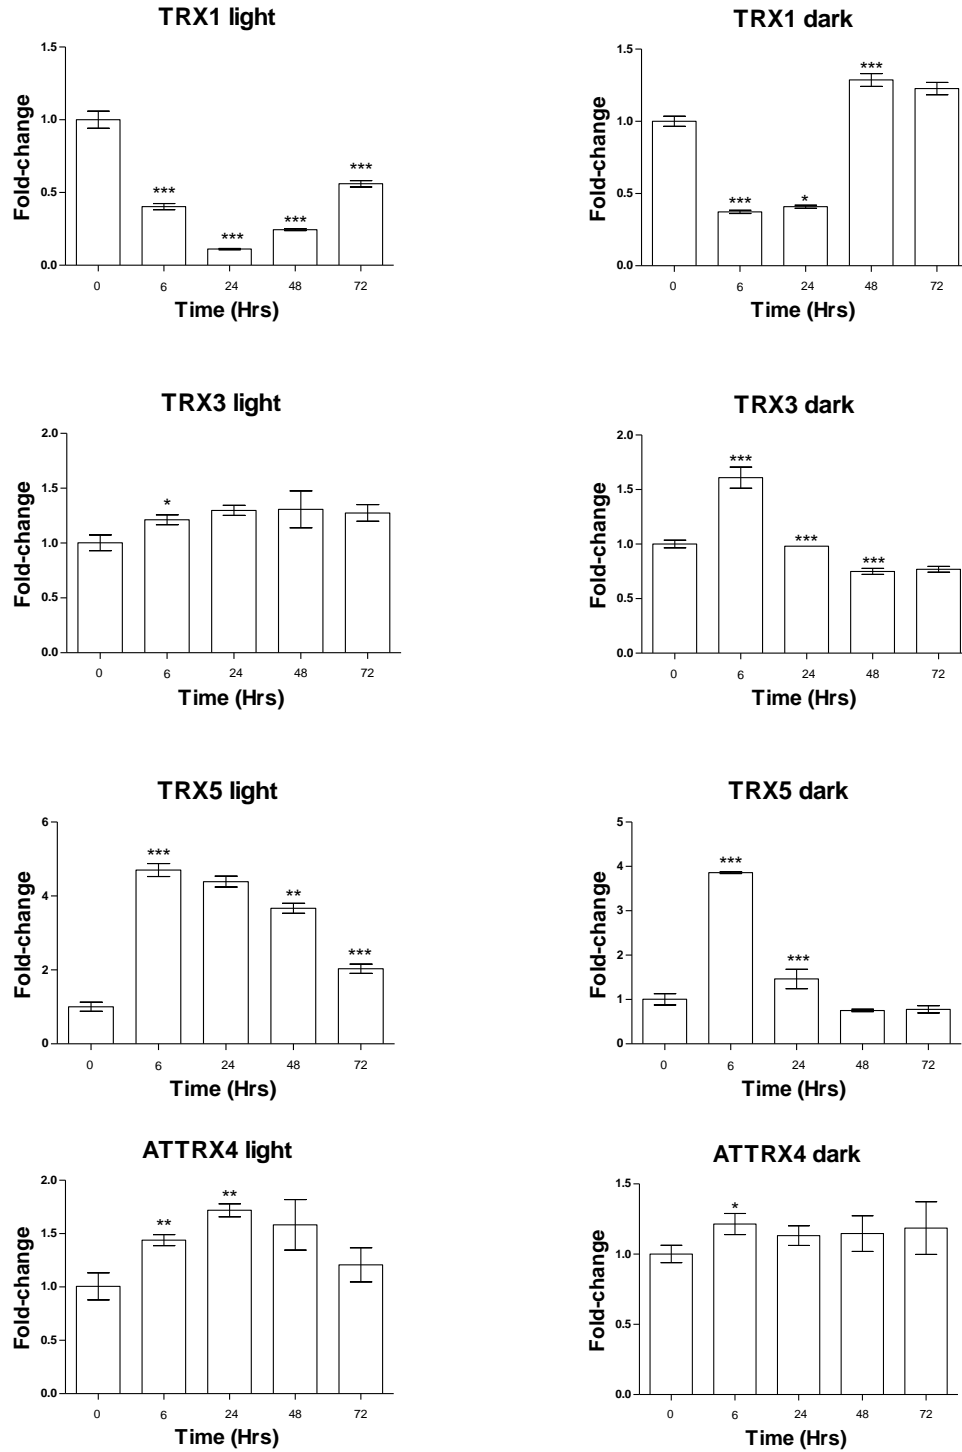 TRX1 light
Fold-change
1.5
1.0
0.5
0.0
***
***
***
***
0 6 24 48 72
Time (Hrs)
TRX1 dark
Fold-change
1.5
1.0
0.5
0.0
***
*
***
0 6 24 48 72
Time (Hrs)
TRX3 light
Fold-change
2.0
1.5
1.0
0.5
0.0
*
0 6 24 48 72
Time (Hrs)
TRX3 dark
Fold-change
2.0
1.5
1.0
0.5
0.0
***
***
***
0 6 24 48 72
Time (Hrs)
TRX5 light
Fold-change
6
4
2
0
***
**
***
0 6 24 48 72
Time (Hrs)
TRX5 dark
Fold-change
5
4
3
2
1
0
***
***
0 6 24 48 72
Time (Hrs)
ATTRX4 light
Fold-change
2.0
1.5
1.0
0.5
0.0
**
**
0 6 24 48 72
Time (Hrs)
ATTRX4 dark
Fold-change
1.5
1.0
0.5
0.0
*
0 6 24 48 72
Time (Hrs)